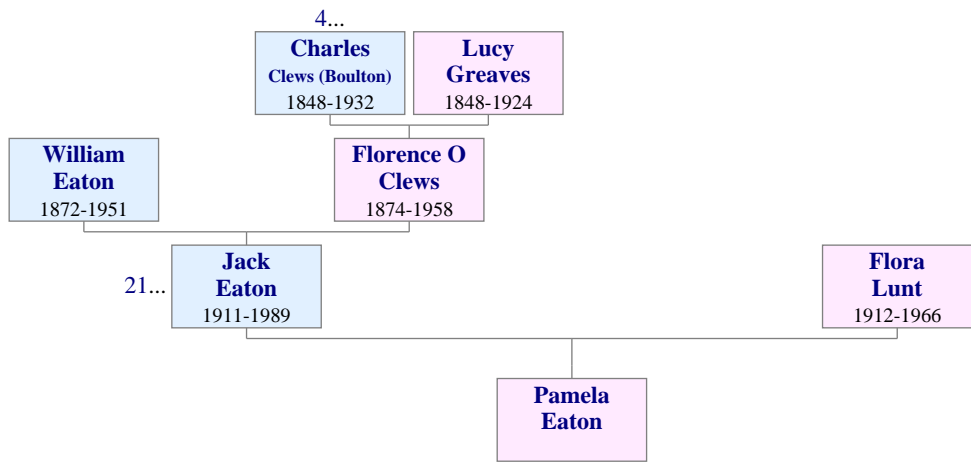 4...
Charles
Clews (Boulton)
1848-1932
Lucy
Greaves
1848-1924
William
Eaton
1872-1951
Florence O
Clews
1874-1958
21...
Jack
Eaton
1911-1989
Flora
Lunt
1912-1966
Pamela
Eaton